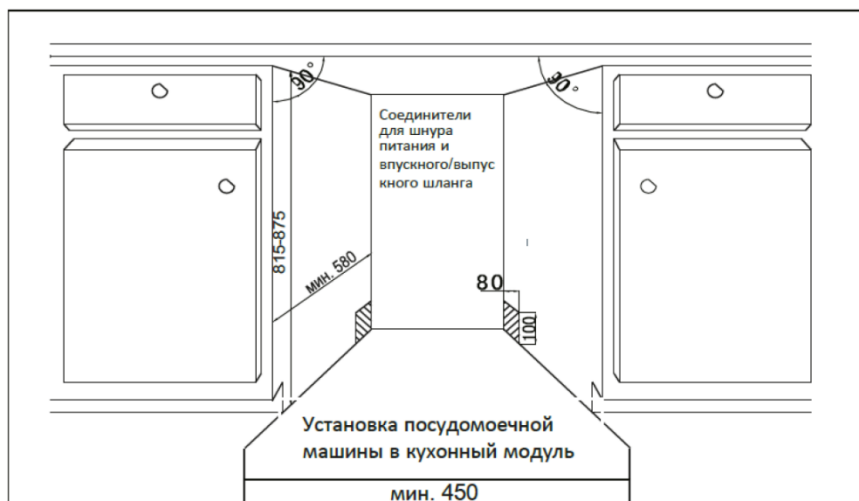 90°
90°
Соединители
для шнура
питания и
впускного/выпус
кного шланга
815-875
мин. 580
80
100
Установка посудомоечной
машины в кухонный модуль
мин. 450